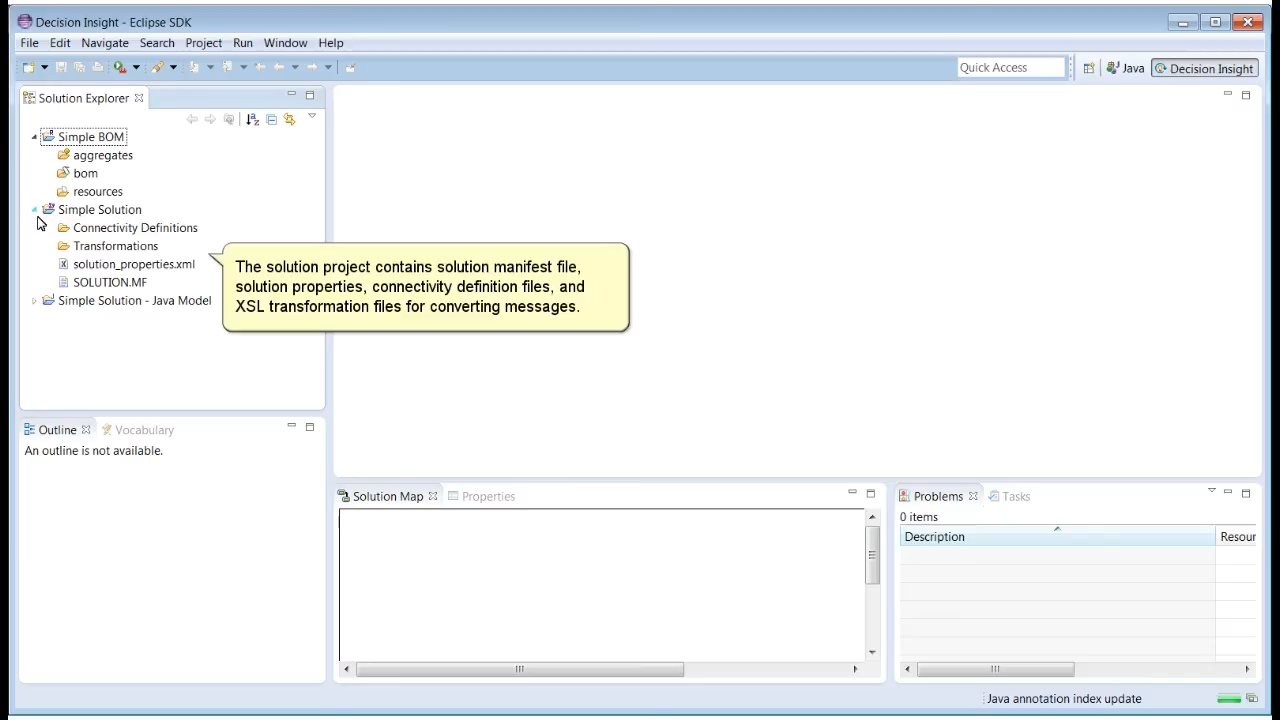 Decision Insight - Eclipse SDK
File Edit Navigate Search Project Run Window Help
Quick Access Java Decision Insight
Solution Explorer
Simple BOM
aggregates
bom
resources
Simple Solution
Connectivity Definitions
Transformations
solution_properties.xml
SOLUTION.MF
Simple Solution - Java Model
The solution project contains solution manifest file,
solution properties, connectivity definition files, and
XSL transformation files for converting messages.
Outline Vocabulary
An outline is not available.
Solution Map Properties
Problems Tasks
0 items
Description Resour
Java annotation index update